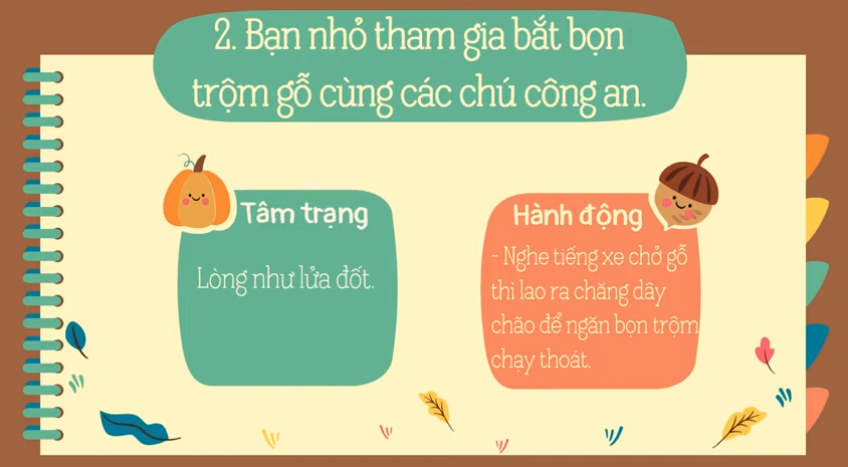 2. Bạn nhỏ tham gia bắt bọn
trộm gỗ cùng các chú công an.
Tâm trạng
Lòng như lửa đốt.
Hành động
- Nghe tiếng xe chở gỗ
thì lao ra chăng dây
chão để ngăn bọn trộm
chạy thoát.